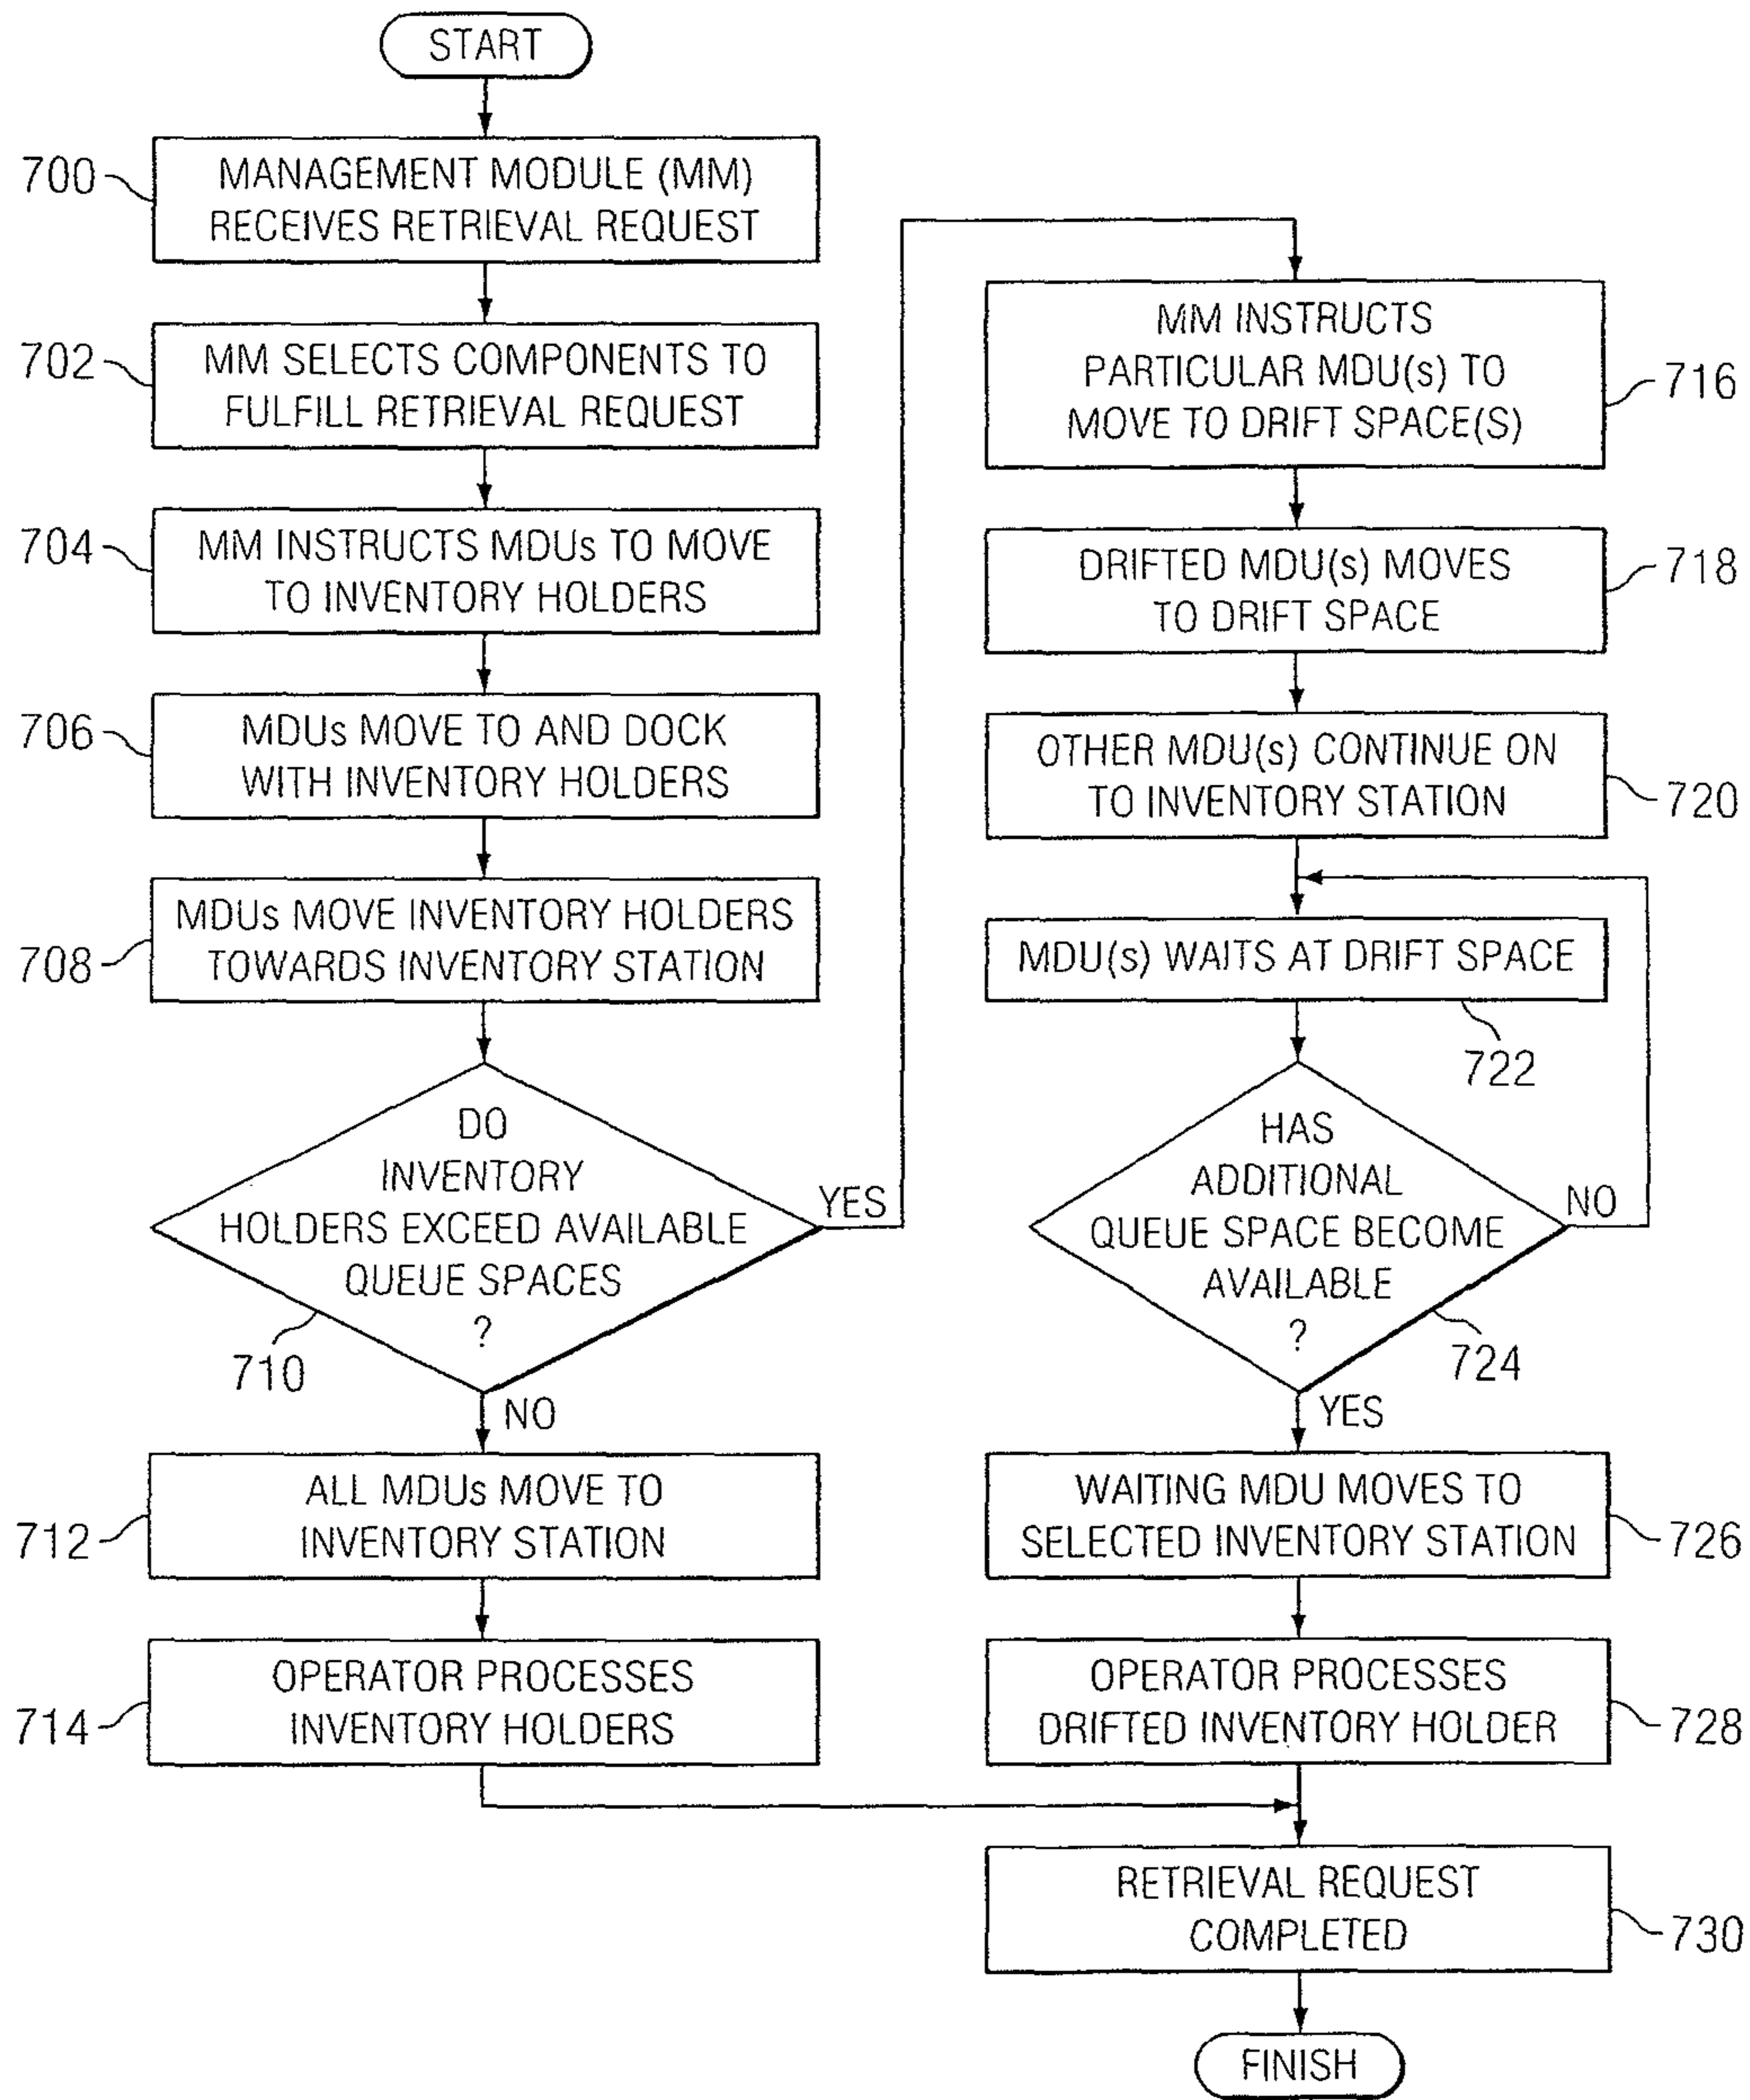 START
700
MANAGEMENT MODULE (MM)
RECEIVES RETRIEVAL REQUEST
702
MM SELECTS COMPONENTS TO
FULFILL RETRIEVAL REQUEST
704
MM INSTRUCTS MDUs TO MOVE
TO INVENTORY HOLDERS
706
MDUs MOVE TO AND DOCK
WITH INVENTORY HOLDERS
708
MDUs MOVE INVENTORY HOLDERS
TOWARDS INVENTORY STATION
DO
INVENTORY
HOLDERS EXCEED AVAILABLE
QUEUE SPACES
?
YES
710
NO
712
ALL MDUs MOVE TO
INVENTORY STATION
714
OPERATOR PROCESSES
INVENTORY HOLDERS
MM INSTRUCTS
PARTICULAR MDU(s) TO
MOVE TO DRIFT SPACE(S)
716
DRIFTED MDU(s) MOVES
TO DRIFT SPACE
718
OTHER MDU(s) CONTINUE ON
TO INVENTORY STATION
720
MDU(s) WAITS AT DRIFT SPACE
722
HAS
ADDITIONAL
QUEUE SPACE BECOME
AVAILABLE
?
NO
724
YES
WAITING MDU MOVES TO
SELECTED INVENTORY STATION
726
OPERATOR PROCESSES
DRIFTED INVENTORY HOLDER
728
RETRIEVAL REQUEST
COMPLETED
730
FINISH